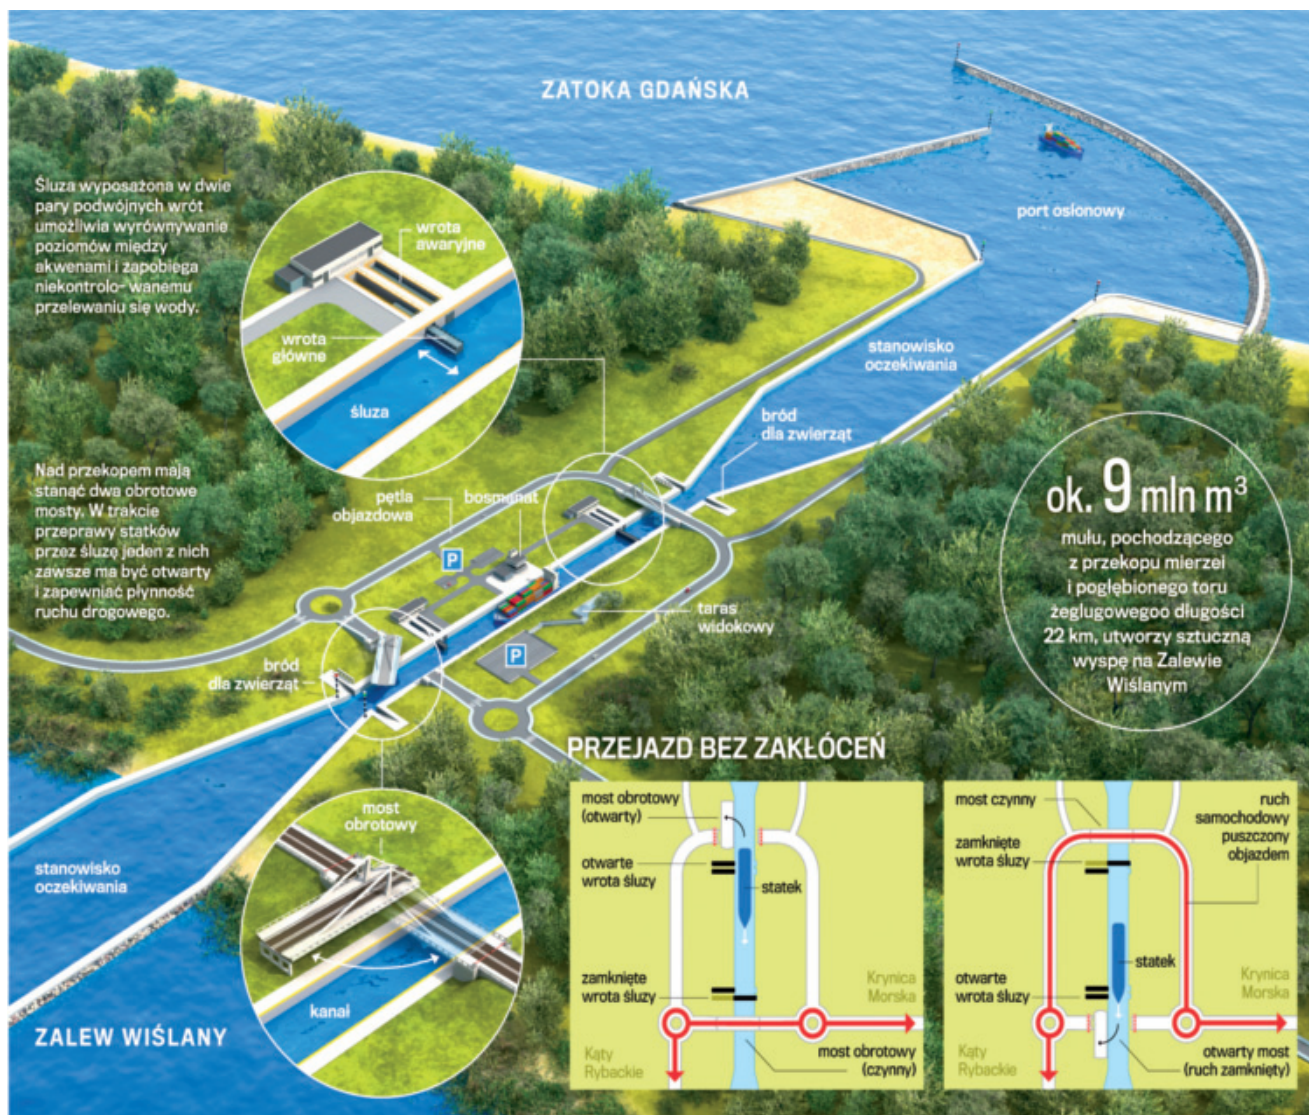 ZATOKA GDAŃSKA
port osłonowy
Śluza wyposażona w dwie
pary podwójnych wrót
umożliwia wyrównywanie
poziomów między
akwenami i zapobiega
niekontrolo- wanemu
przelewaniu się wody.
wrota
awaryjne
wrota
główne
śluza
stanowisko
oczekiwania
bród
dla zwierząt
Nad przekopem mają
stanąć dwa obrotowe
mosty. W trakcie
przeprawy statków
przez śluzę jeden z nich
zawsze ma być otwarty
i zapewniać płynność
ruchu drogowego.
pętla
objazdowa
bosmanat
P
P
taras
widokowy
bród
dla zwierząt
ok. 9 mln m³
mułu, pochodzącego
z przekopu mierzei
i pogłębionego toru
żeglugowegoo długości
22 km, utworzy sztuczną
wyspę na Zalewie
Wiślanym
most
obrotowy
kanał
stanowisko
oczekiwania
ZALEW WIŚLANY
PRZEJAZD BEZ ZAKŁÓCEŃ
most obrotowy
(otwarty)
otwarte
wrota śluzy
statek
zamknięte
wrota śluzy
Krynica
Morska
Kąty
Rybackie
most obrotowy
(czynny)
most czynny
ruch
samochodowy
puszczony
objazdem
zamknięte
wrota śluzy
statek
otwarte
wrota śluzy
Krynica
Morska
Kąty
Rybackie
otwarty most
(ruch zamknięty)